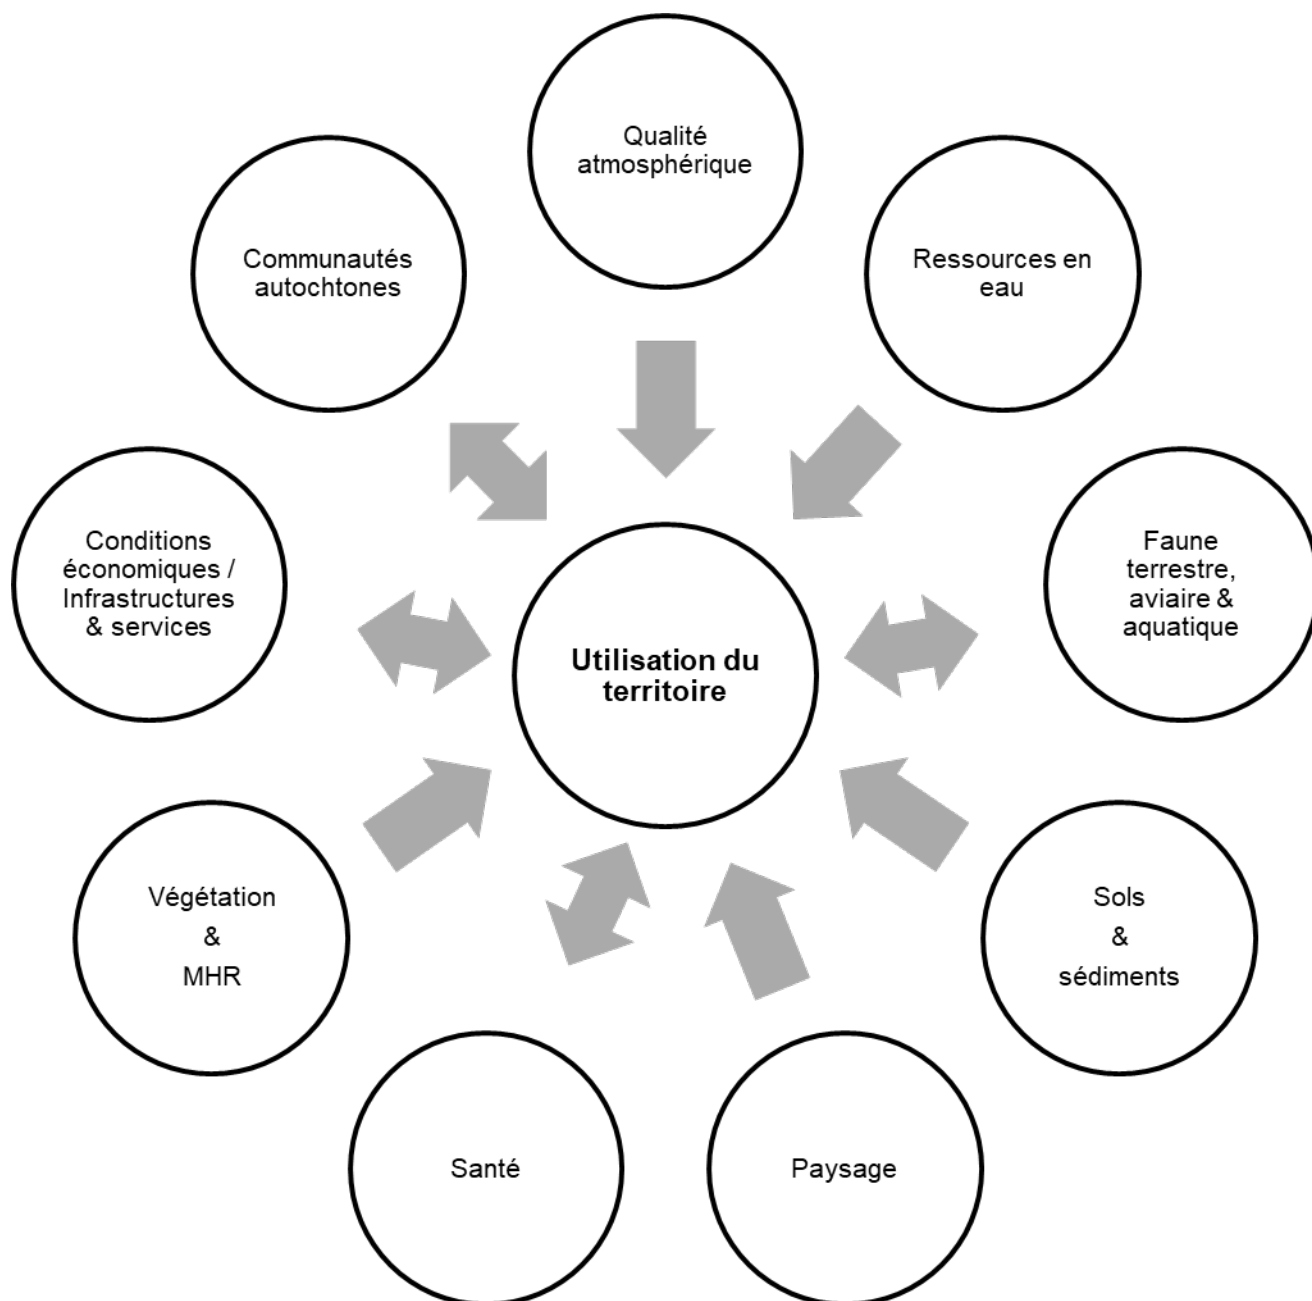 Qualité
atmosphérique
Communautés
autochtones
Ressources en
eau
Conditions
économiques /
Infrastructures
& services
Faune
terrestre,
aviaire &
aquatique
Utilisation du
territoire
Végétation
&
MHR
Sols
&
sédiments
Santé
Paysage